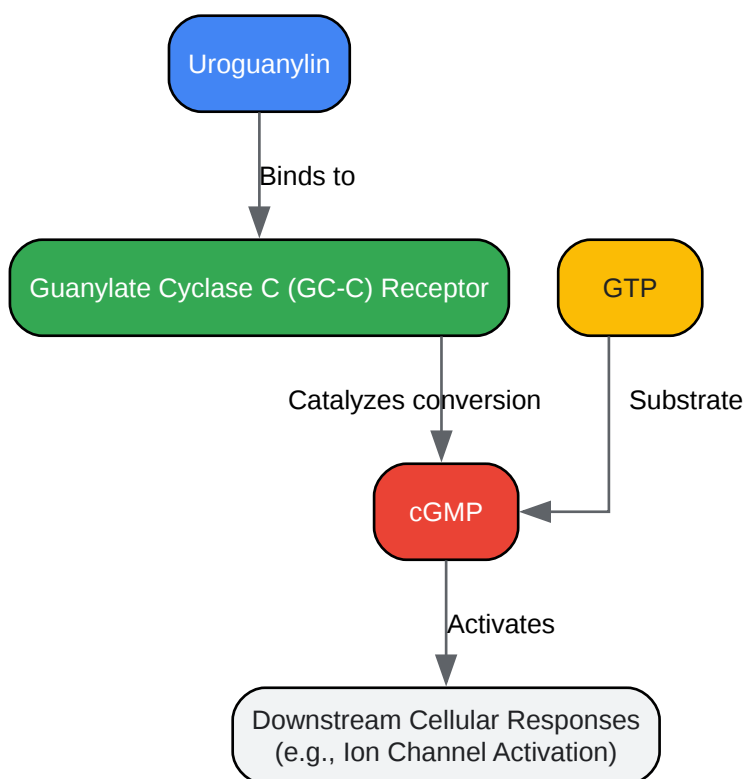 Uroguanylin
Binds to
Guanylate Cyclase C (GC-C) Receptor
GTP
Catalyzes conversion
Substrate
cGMP
Activates
Downstream Cellular Responses
(e.g., Ion Channel Activation)